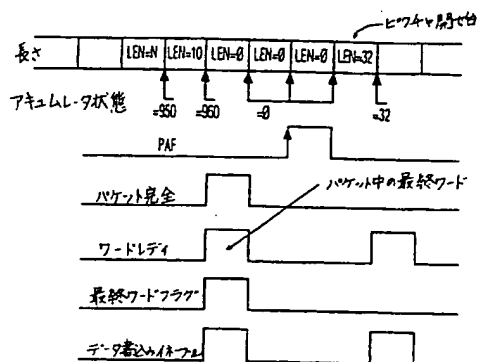 ピクチャ開始
長さ
LEN=N LEN=10 LEN=0 LEN=0 LEN=0 LEN=32
アキュムレータ状態
=950 =960 =0 =32
PAF
パケット完全
パケット中の最終ワード
ワードレディ
最終ワードフラグ
データ書込みイネーブル